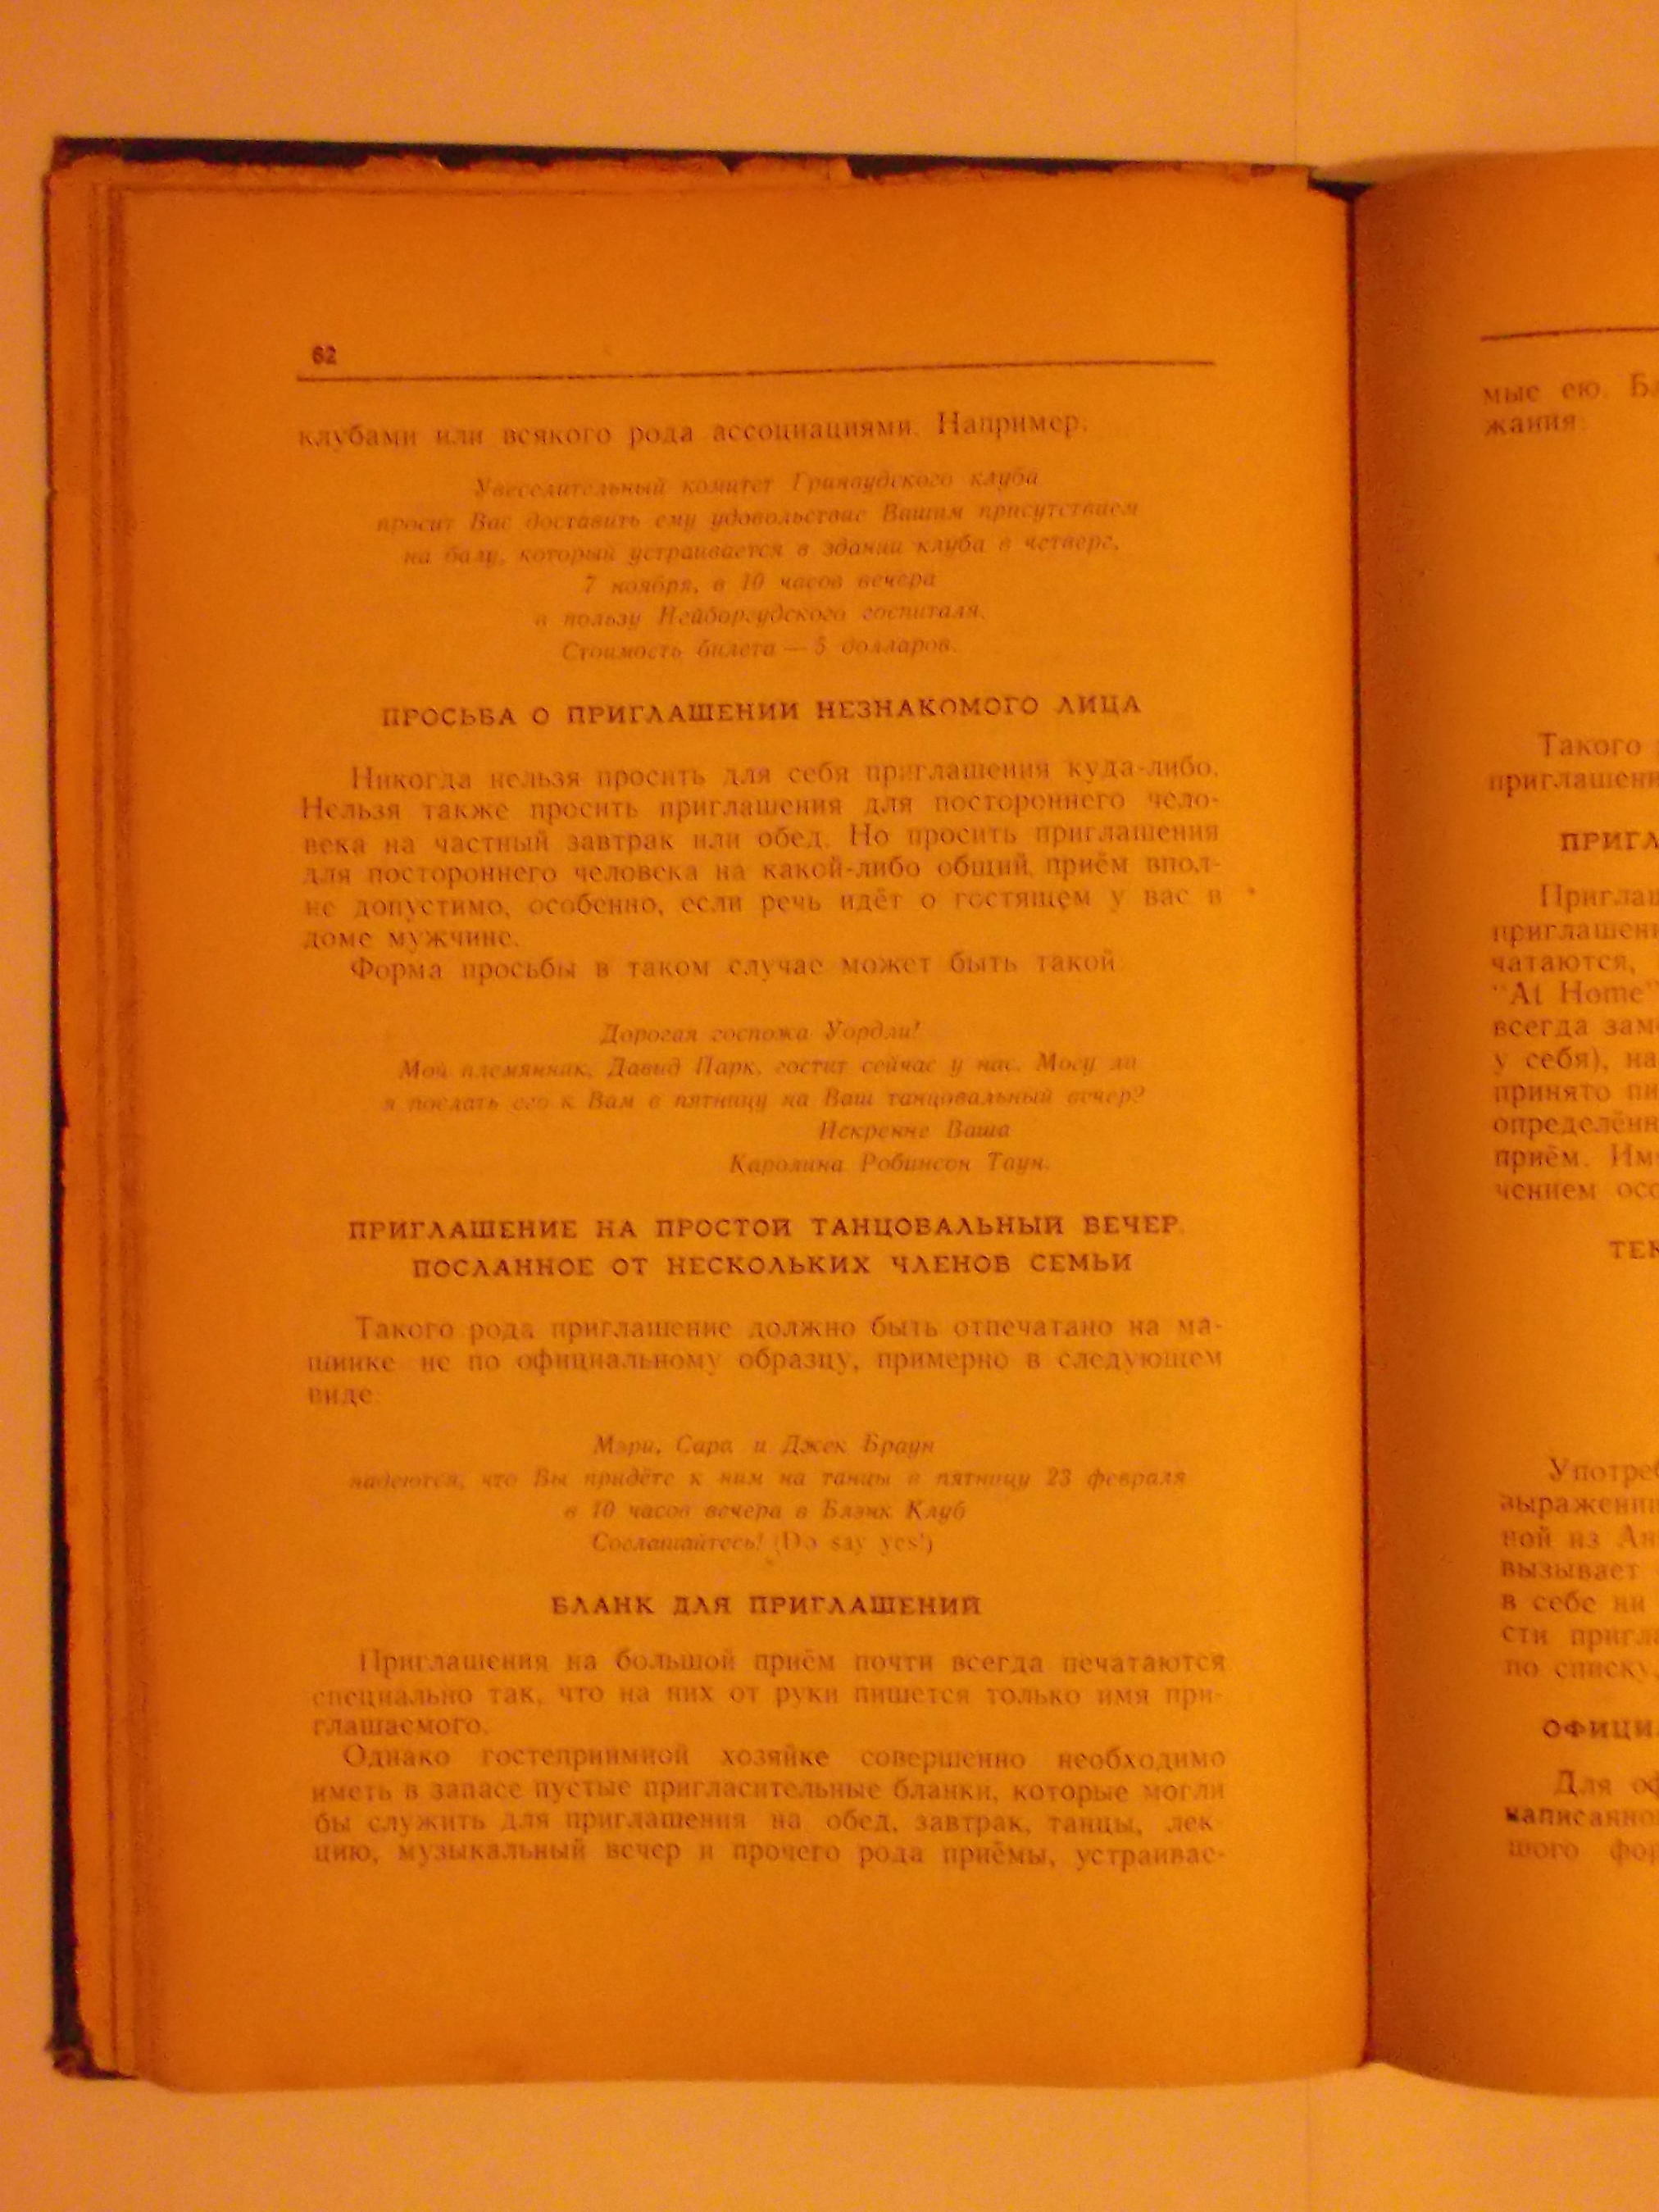 62
клубами или всякого рода ассоциациями. Например:
Увеселительный комитет Гринвудского клуба
просит Вас доставить ему удовольствие Вашим присутствием
на балу, который устраивается в здании клуба в четверг,
7 ноября, в 10 часов вечера
в пользу Нейборгудского госпиталя.
Стоимость билета — 5 долларов.
ПРОСЬБА О ПРИГЛАШЕНИИ НЕЗНАКОМОГО ЛИЦА
Никогда нельзя просить для себя приглашения куда-либо.
Нельзя также просить приглашения для постороннего чело-
века на частный завтрак или обед. Но просить приглашения
для постороннего человека на какой-либо общий приём впол-
не допустимо, особенно, если речь идёт о гостящем у вас в
доме мужчине.
Форма просьбы в таком случае может быть такой
Дорогая госпожа Уордли!
Мой племянник, Давид Парк, гостит сейчас у нас. Могу ли
я послать его к Вам в пятницу на Ваш танцовальный вечер?
Искренне Ваша
Каролина Робинсон Таун.
ПРИГЛАШЕНИЕ НА ПРОСТОЙ ТАНЦОВАЛЬНЫЙ ВЕЧЕР,
ПОСЛАННОЕ ОТ НЕСКОЛЬКИХ ЧЛЕНОВ СЕМЬИ
Такого рода приглашение должно быть отпечатано на ма-
шинке не по официальному образцу, примерно в следующем
виде:
Мэри, Сара и Джек Браун
надеются, что Вы придёте к ним на танцы в пятницу 23 февраля
в 10 часов вечера в Блэнк Клуб
Соглашайтесь! (Do say yes!)
БЛАНК ДЛЯ ПРИГЛАШЕНИЙ
Приглашения на большой приём почти всегда печатаются
специально так, что на них от руки пишется только имя при-
глашаемого.
Однако гостеприимной хозяйке совершенно необходимо
иметь в запасе пустые пригласительные бланки, которые могли
бы служить для приглашения на обед, завтрак, танцы, лек-
цию, музыкальный вечер и прочего рода приёмы, устраивае-
мые ею. Бл
жания:
Такого
приглашени
ПРИГЛ
Приглаш
приглашени
чатаются,
"At Home"
всегда заме
у себя), на
принято пи
определённ
приём. Им
чением осо
ТЕК
Употреб
выражени
ной из Ан
вызывает
в себе ни
сти пригла
по списку,
ОФИЦИ
Для оф
написанно
шого фор